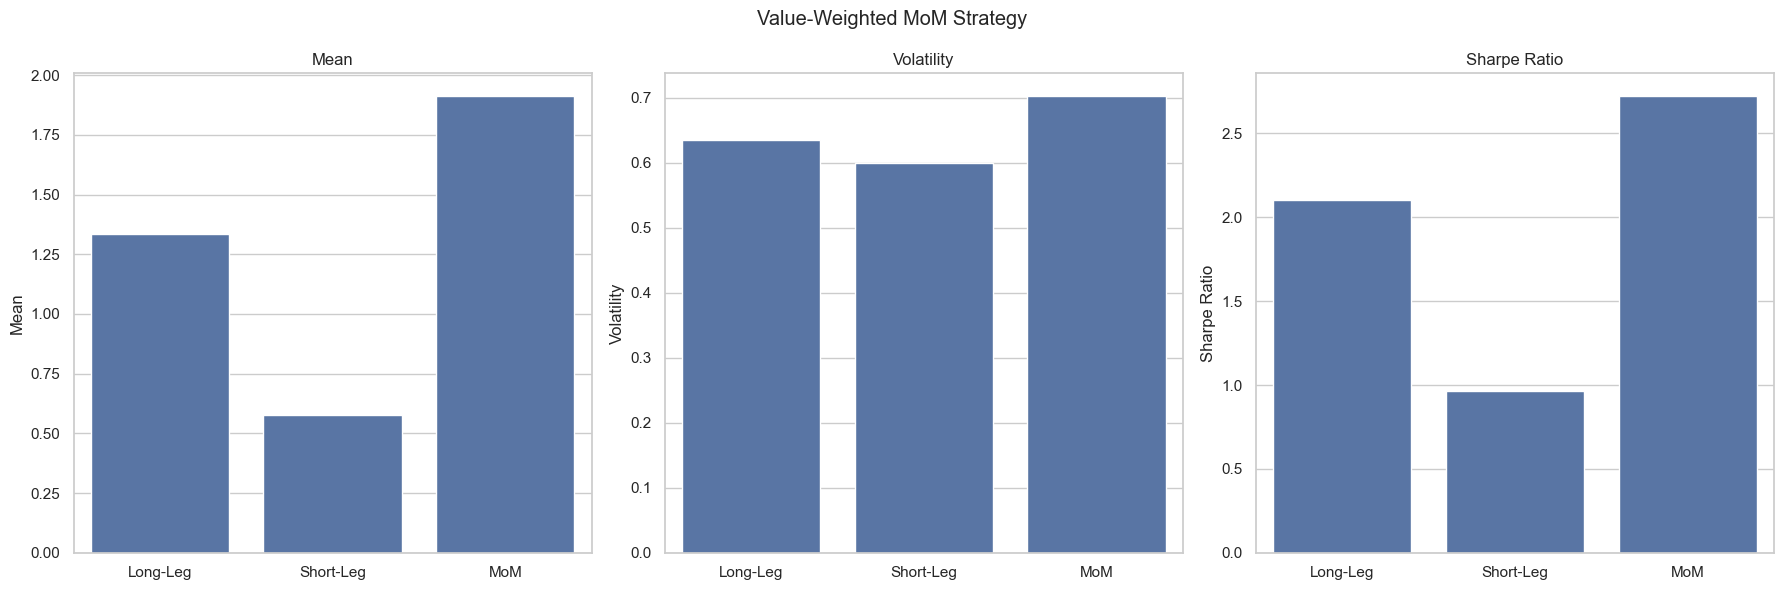 Value-Weighted MoM Strategy
Mean
Mean
2.00
1.75
1.50
1.25
1.00
0.75
0.50
0.25
0.00
Long-Leg Short-Leg MoM
Volatility
Volatility
0.7
0.6
0.5
0.4
0.3
0.2
0.1
0.0
Long-Leg Short-Leg MoM
Sharpe Ratio
Sharpe Ratio
2.5
2.0
1.5
1.0
0.5
0.0
Long-Leg Short-Leg MoM